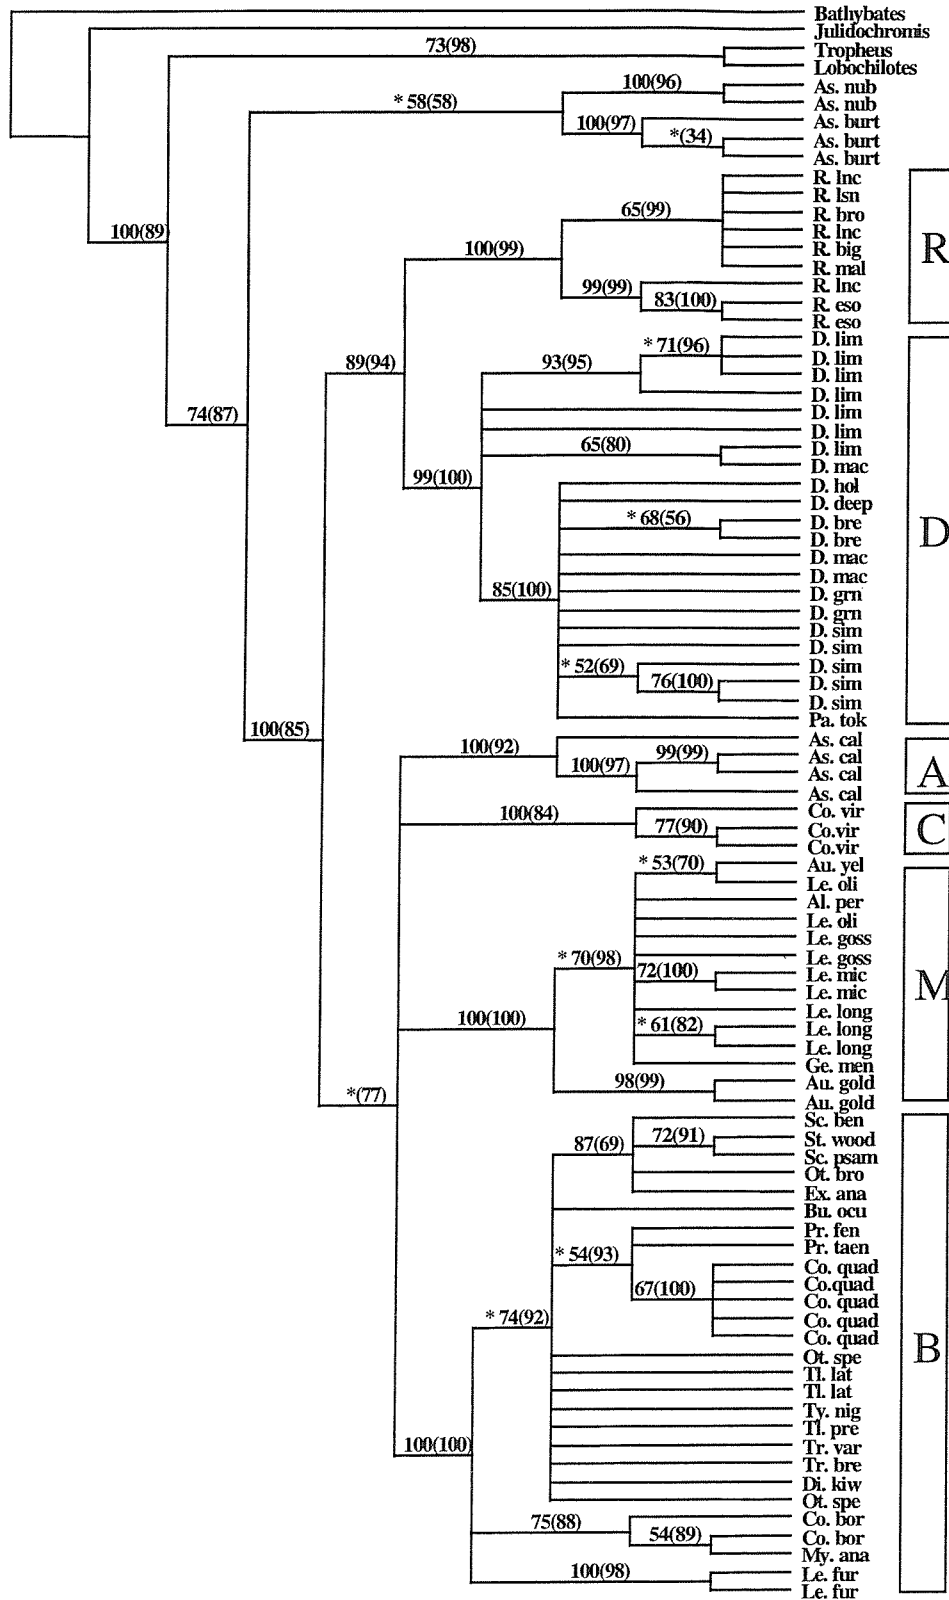 Bathybates
Julidochromis
73(98)
Tropheus
Lobochilotes
100(96)
As. nub
* 58(58)
As. nub
100(97)
As. burt
*(34)
As. burt
As. burt
R. lnc
R. lsn
65(99)
R. bro
R. lnc
100(89)
R
100(99)
R. big
R. mal
99(99)
R. lnc
83(100)
R. eso
R. eso
D. lim
* 71(96)
D. lim
89(94)
93(95)
D. lim
D. lim
74(87)
D. lim
D. lim
65(80)
D. lim
D. mac
99(100)
D. hol
D. deep
* 68(56)
D. bre
D
D. bre
D. mac
D. mac
85(100)
D. grn
D. grn
D. sim
D. sim
* 52(69)
D. sim
76(100)
D. sim
D. sim
Pa. tok
100(85)
As. cal
100(92)
99(99)
As. cal
100(97)
As. cal
A
As. cal
100(84)
Co. vir
C
77(90)
Co.vir
Co.vir
* 53(70)
Au. yel
Le. oli
Al. per
Le. oli
Le. goss
* 70(98)
Le. goss
72(100)
Le. mic
M
Le. mic
Le. long
100(100)
* 61(82)
Le. long
Le. long
Ge. men
98(99)
Au. gold
*(77)
Au. gold
Sc. ben
87(69)
72(91)
St. wood
Sc. psam
Ot. bro
Ex. ana
Bu. ocu
Pr. fen
* 54(93)
Pr. taen
Co. quad
67(100)
Co.quad
Co. quad
* 74(92)
Co. quad
Co. quad
B
Ot. spe
Tl. lat
Tl. lat
Ty. nig
Tl. pre
100(100)
Tr. var
Tr. bre
Di. kiw
Ot. spe
75(88)
Co. bor
54(89)
Co. bor
My. ana
100(98)
Le. fur
Le. fur